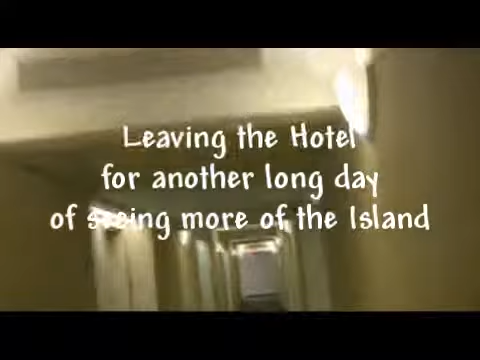 Leaving the Hotel
for another long day
of seeing more of the Island